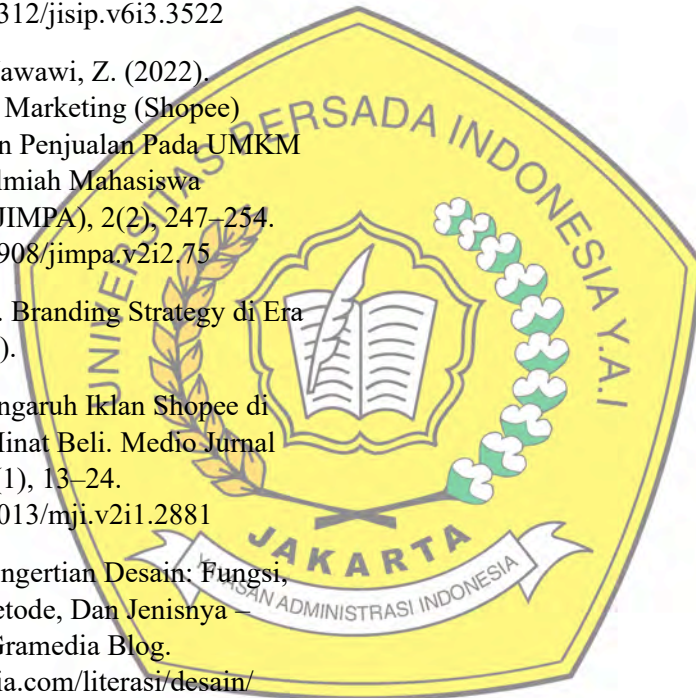 312/jisip.v6i3.3522
awawi, Z. (2022).
Marketing (Shopee)
n Penjualan Pada UMKM
lmiah Mahasiswa
JIMPA), 2(2), 247–254.
908/jimpa.v2i2.75
. Branding Strategy di Era
).
ngaruh Iklan Shopee di
Minat Beli. Medio Jurnal
(1), 13–24.
013/mji.v2i1.2881
ngertian Desain: Fungsi,
etode, Dan Jenisnya –
Gramedia Blog.
ia.com/literasi/desain/
UNIVERSITAS PERSADA INDONESIA Y.A.I
JAKARTA
YAYASAN ADMINISTRASI INDONESIA